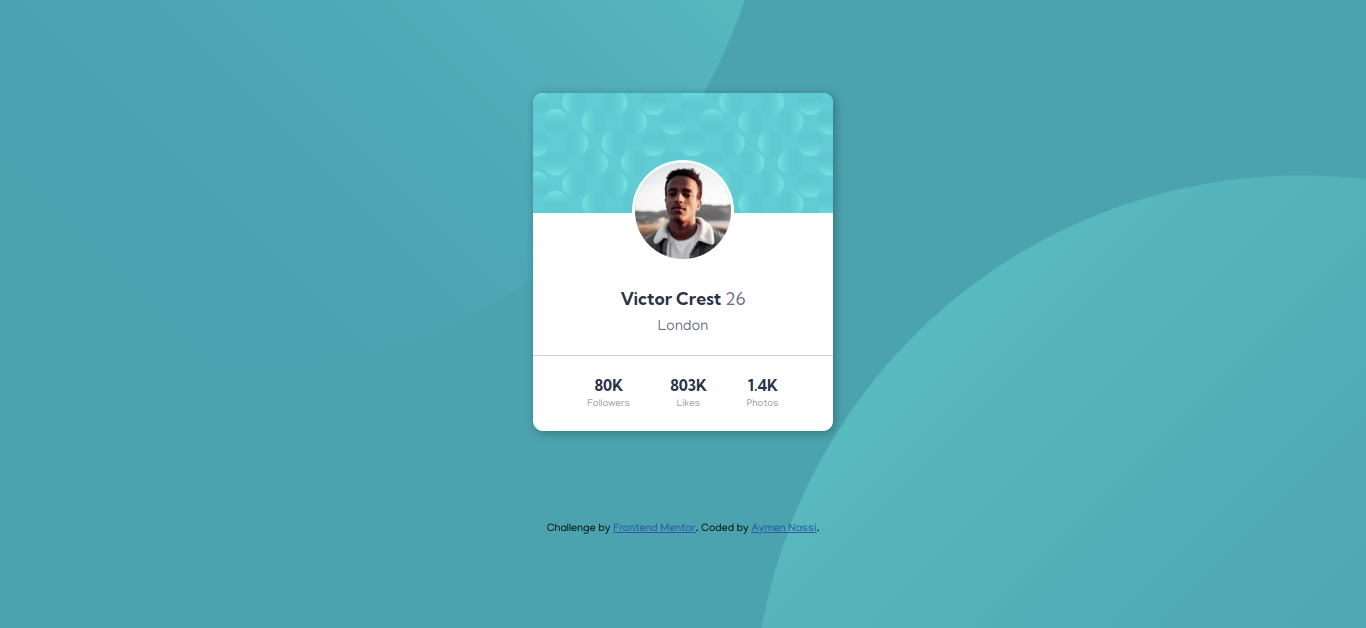 Victor Crest 26
London
80K 803K 1.4K
Followers Likes Photos
Challenge by Frontend Mentor. Coded by Aymen Nassi.